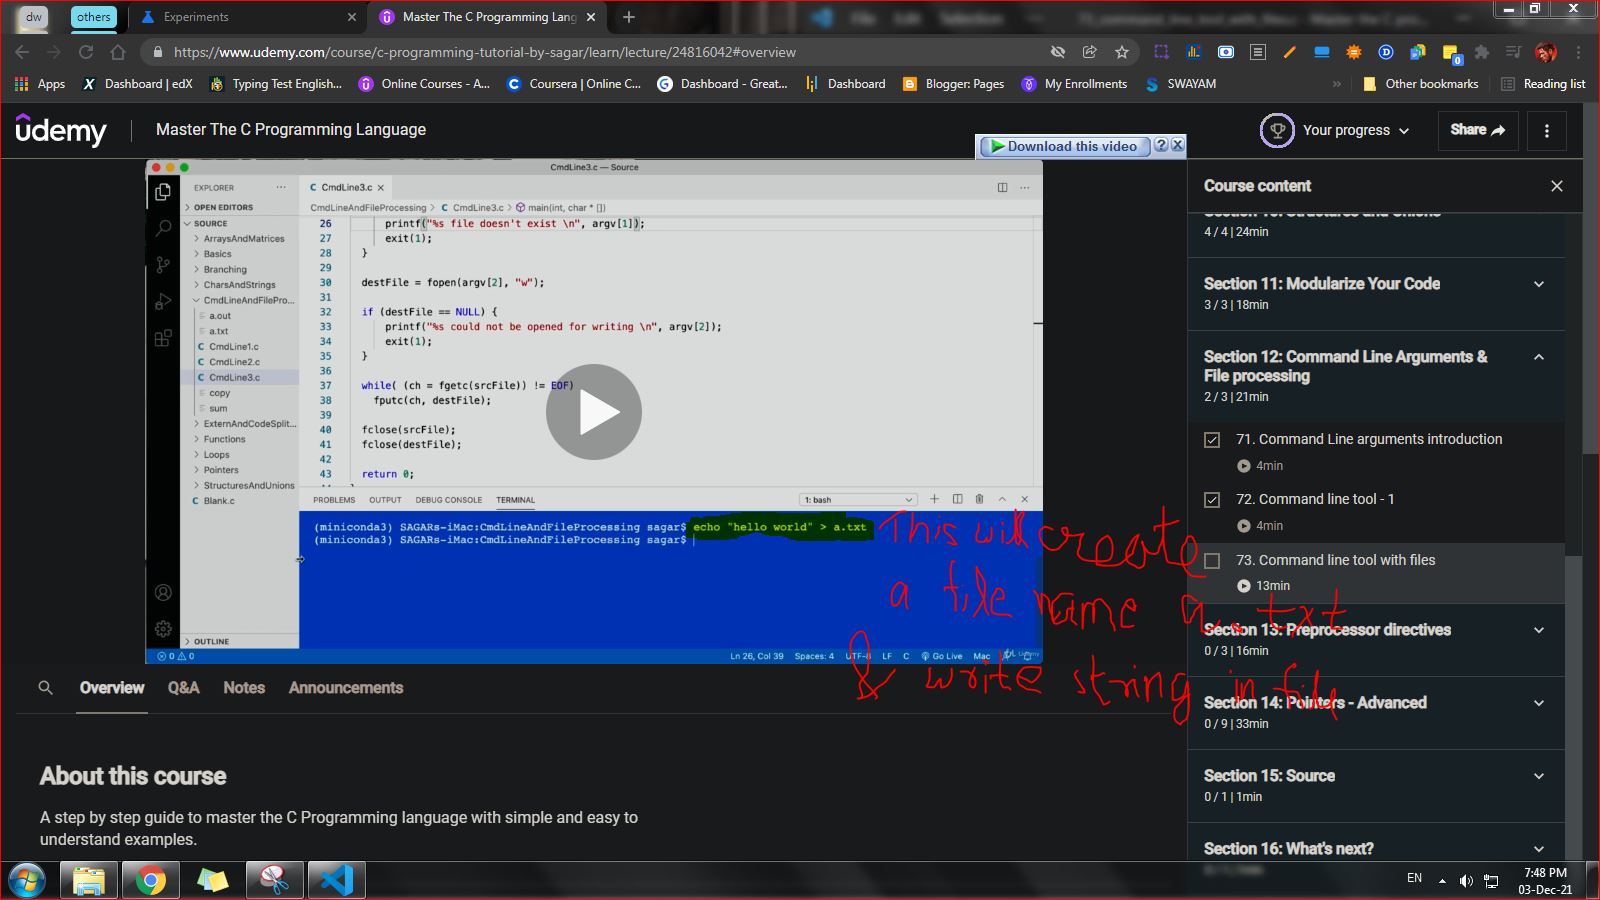 dw
others
Experiments
Master The C Programming Lang
https://www.udemy.com/course/c-programming-tutorial-by-sagar/learn/lecture/24816042#overview
Apps
Dashboard | edX
Typing Test English...
Online Courses - A...
Coursera | Online C...
Dashboard - Great...
Dashboard
Blogger: Pages
My Enrollments
SWAYAM
»
Other bookmarks
Reading list
udemy
Master The C Programming Language
Your progress
Share
Download this video
CmdLine3.c — Source
EXPLORER
OPEN EDITORS
SOURCE
ArraysAndMatrices
Basics
Branching
CharsAndStrings
CmdLineAndFilePro...
a.out
a.txt
C CmdLine1.c
C CmdLine2.c
C CmdLine3.c
copy
sum
ExternAndCodeSplit...
Functions
Loops
Pointers
StructuresAndUnions
C Blank.c
OUTLINE
C CmdLine3.c
CmdLineAndFileProcessing > C CmdLine3.c > main(int, char * [])
26 printf("%s file doesn't exist \n", argv[1]);
27 exit(1);
28 }
29
30 destFile = fopen(argv[2], "w");
31
32 if (destFile == NULL) {
33 printf("%s could not be opened for writing \n", argv[2]);
34 exit(1);
35 }
36
37 while( (ch = fgetc(srcFile)) != EOF)
38 fputc(ch, destFile);
39
40 fclose(srcFile);
41 fclose(destFile);
42
43 return 0;
PROBLEMS OUTPUT DEBUG CONSOLE TERMINAL
1: bash
(miniconda3) SAGARs-iMac:CmdLineAndFileProcessing sagar$ echo "hello world" > a.txt
(miniconda3) SAGARs-iMac:CmdLineAndFileProcessing sagar$
0 0
Ln 26, Col 39 Spaces: 4 UTF-8 LF C Go Live Mac
Udemy
This will create
a file name a.txt
& write string in file
Course content
4 / 4 | 24min
Section 11: Modularize Your Code
3 / 3 | 18min
Section 12: Command Line Arguments &
File processing
2 / 3 | 21min
71. Command Line arguments introduction
4min
72. Command line tool - 1
4min
73. Command line tool with files
13min
Section 13: Preprocessor directives
0 / 3 | 16min
Section 14: Pointers - Advanced
0 / 9 | 33min
Section 15: Source
0 / 1 | 1min
Section 16: What's next?
Overview
Q&A
Notes
Announcements
About this course
A step by step guide to master the C Programming language with simple and easy to
understand examples.
EN
7:48 PM
03-Dec-21